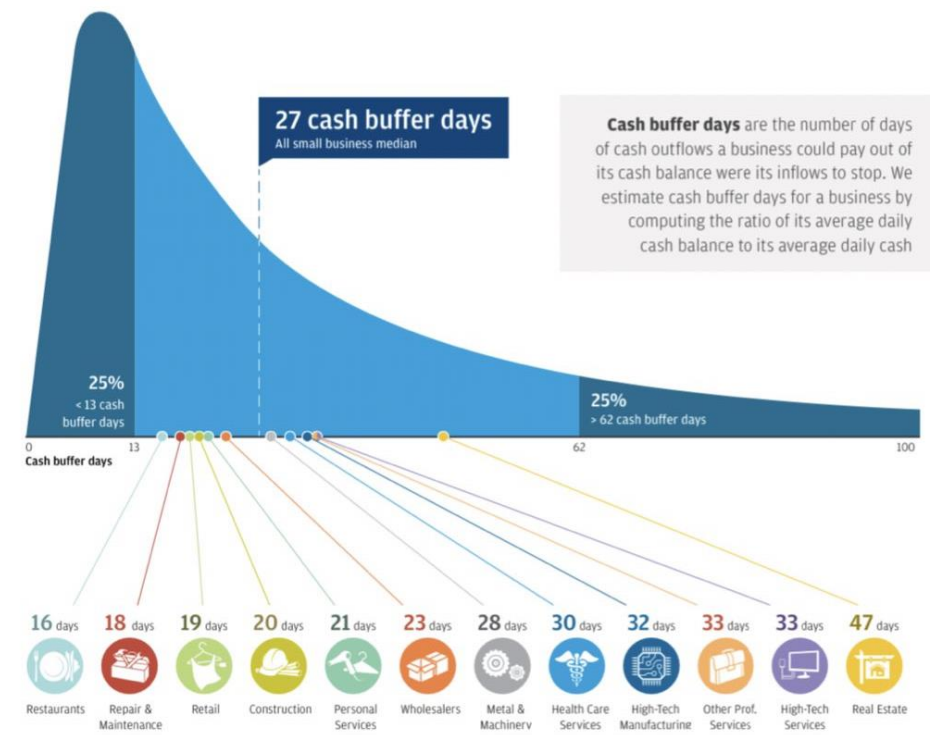 27 cash buffer days
All small business median
Cash buffer days are the number of days
of cash outflows a business could pay out of
its cash balance were its inflows to stop. We
estimate cash buffer days for a business by
computing the ratio of its average daily
cash balance to its average daily cash
25%
< 13 cash
buffer days
25%
> 62 cash buffer days
0
13
62
100
Cash buffer days
16 days
18 days
19 days
20 days
21 days
23 days
28 days
30 days
32 days
33 days
33 days
47 days
Restaurants
Repair &
Maintenance
Retail
Construction
Personal
Services
Wholesalers
Metal &
Machinery
Health Care
Services
High-Tech
Manufacturing
Other Prof.
Services
High-Tech
Services
Real Estate